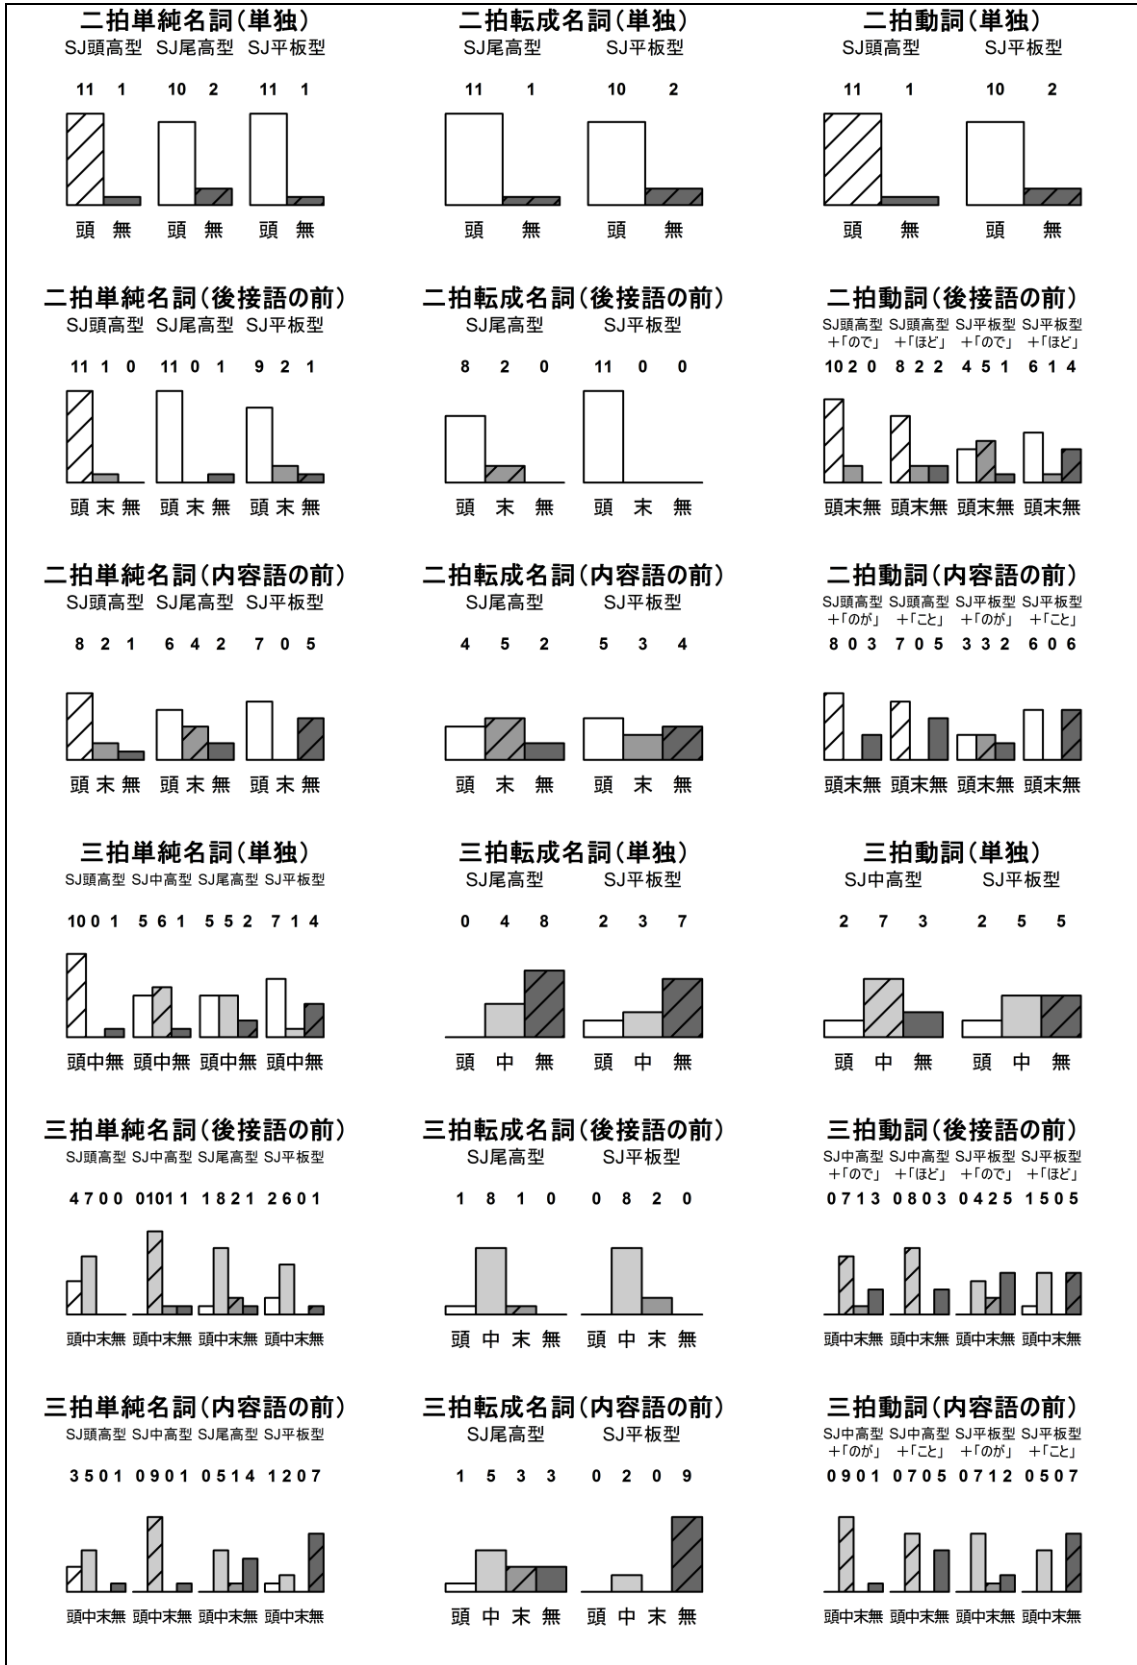 二拍単純名詞(単独)
SJ頭高型 SJ尾高型 SJ平板型
11 1 10 2 11 1
頭 無 頭 無 頭 無
二拍転成名詞(単独)
SJ尾高型 SJ平板型
11 1 10 2
頭 無 頭 無
二拍動詞(単独)
SJ頭高型 SJ平板型
11 1 10 2
頭 無 頭 無
二拍単純名詞(後接語の前)
SJ頭高型 SJ尾高型 SJ平板型
11 1 0 11 0 1 9 2 1
頭 末 無 頭 末 無 頭 末 無
二拍転成名詞(後接語の前)
SJ尾高型 SJ平板型
8 2 0 11 0 0
頭 末 無 頭 末 無
二拍動詞(後接語の前)
SJ頭高型 SJ頭高型 SJ平板型 SJ平板型
+「ので」 +「ほど」 +「ので」 +「ほど」
10 2 0 8 2 2 4 5 1 6 1 4
頭末無 頭末無 頭末無 頭末無
二拍単純名詞(内容語の前)
SJ頭高型 SJ尾高型 SJ平板型
8 2 1 6 4 2 7 0 5
頭 末 無 頭 末 無 頭 末 無
二拍転成名詞(内容語の前)
SJ尾高型 SJ平板型
4 5 2 5 3 4
頭 末 無 頭 末 無
二拍動詞(内容語の前)
SJ頭高型 SJ頭高型 SJ平板型 SJ平板型
+「のが」 +「こと」 +「のが」 +「こと」
8 0 3 7 0 5 3 3 2 6 0 6
頭末無 頭末無 頭末無 頭末無
三拍単純名詞(単独)
SJ頭高型 SJ中高型 SJ尾高型 SJ平板型
10 0 1 5 6 1 5 5 2 7 1 4
頭中無 頭中無 頭中無 頭中無
三拍転成名詞(単独)
SJ尾高型 SJ平板型
0 4 8 2 3 7
頭 中 無 頭 中 無
三拍動詞(単独)
SJ中高型 SJ平板型
2 7 3 2 5 5
頭 中 無 頭 中 無
三拍単純名詞(後接語の前)
SJ頭高型 SJ中高型 SJ尾高型 SJ平板型
4 7 0 0 0 10 1 1 1 8 2 1 2 6 0 1
頭中末無 頭中末無 頭中末無 頭中末無
三拍転成名詞(後接語の前)
SJ尾高型 SJ平板型
1 8 1 0 0 8 2 0
頭 中 末 無 頭 中 末 無
三拍動詞(後接語の前)
SJ中高型 SJ中高型 SJ平板型 SJ平板型
+「ので」 +「ほど」 +「ので」 +「ほど」
0 7 1 3 0 8 0 3 0 4 2 5 1 5 0 5
頭中末無 頭中末無 頭中末無 頭中末無
三拍単純名詞(内容語の前)
SJ頭高型 SJ中高型 SJ尾高型 SJ平板型
3 5 0 1 0 9 0 1 0 5 1 4 1 2 0 7
頭中末無 頭中末無 頭中末無 頭中末無
三拍転成名詞(内容語の前)
SJ尾高型 SJ平板型
1 5 3 3 0 2 0 9
頭 中 末 無 頭 中 末 無
三拍動詞(内容語の前)
SJ中高型 SJ中高型 SJ平板型 SJ平板型
+「のが」 +「こと」 +「のが」 +「こと」
0 9 0 1 0 7 0 5 0 7 1 2 0 5 0 7
頭中末無 頭中末無 頭中末無 頭中末無